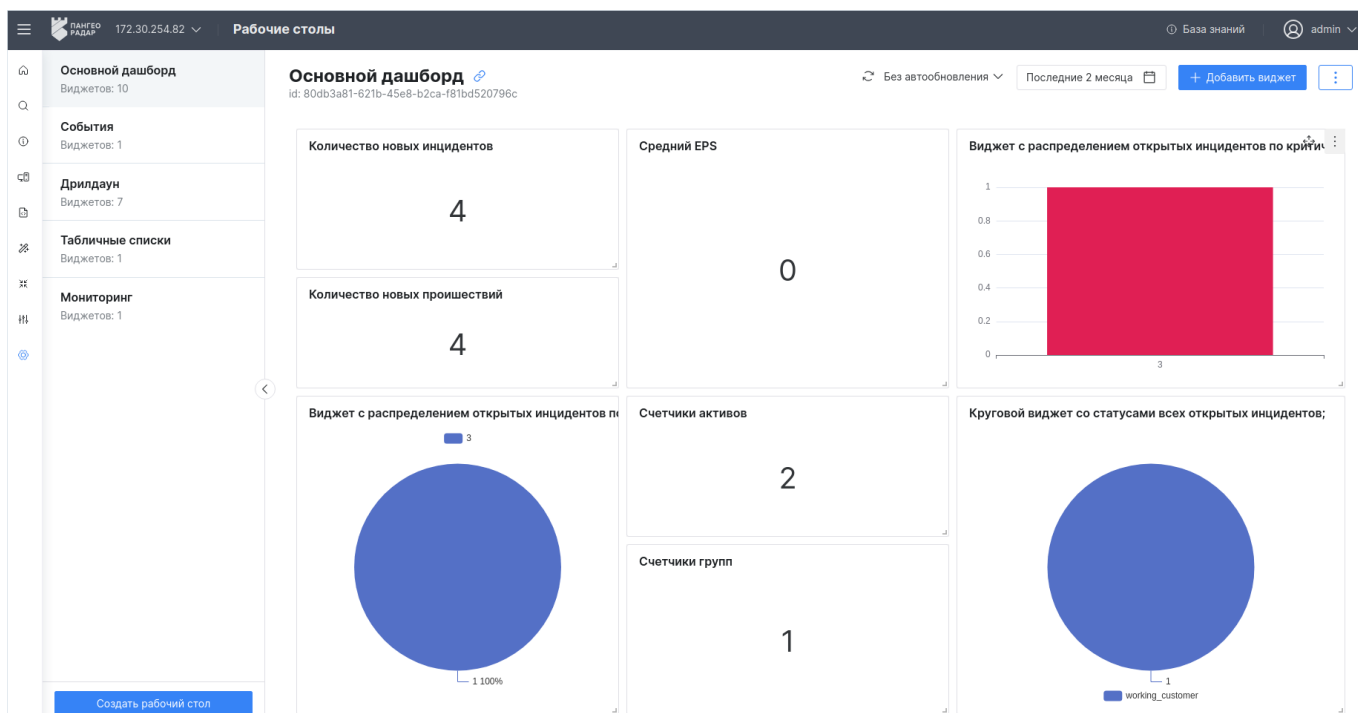 ПАНГЕО РАДАР
172.30.254.82
Рабочие столы
База знаний
admin
Основной дашборд
Виджетов: 10
События
Виджетов: 1
Дрилдаун
Виджетов: 7
Табличные списки
Виджетов: 1
Мониторинг
Виджетов: 1
Создать рабочий стол
Основной дашборд
id: 80db3a81-621b-45e8-b2ca-f81bd520796c
Без автообновления
Последние 2 месяца
+ Добавить виджет
Количество новых инцидентов
4
Количество новых проишествий
4
Средний EPS
0
Виджет с распределением открытых инцидентов по критич
1
0.8
0.6
0.4
0.2
0
3
Виджет с распределением открытых инцидентов по
3
1 100%
Счетчики активов
2
Счетчики групп
1
Круговой виджет со статусами всех открытых инцидентов;
1
working_customer